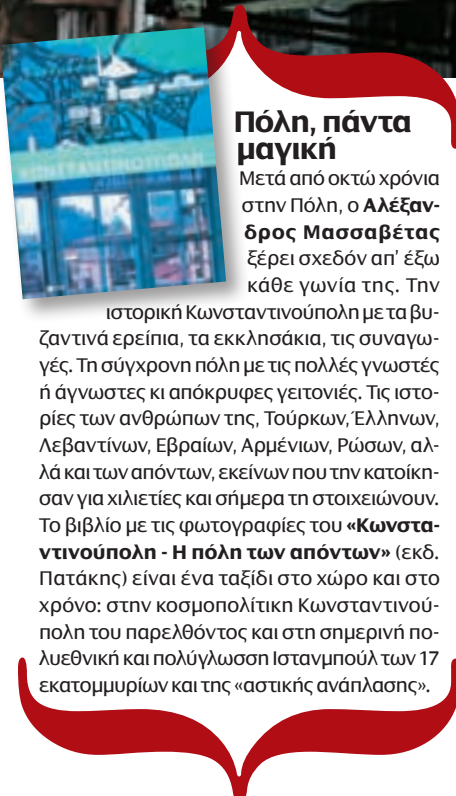 ΚΩΝΣΤΑΝΤΙΝΟΥΠΟΛΗ
Πόλη, πάντα
μαγική
Μετά από οκτώ χρόνια
στην Πόλη, ο Αλέξαν-
δρος Μασσαβέτας
ξέρει σχεδόν απ’ έξω
κάθε γωνία της. Την
ιστορική Κωνσταντινούπολη με τα βυ-
ζαντινά ερείπια, τα εκκλησάκια, τις συναγω-
γές. Τη σύγχρονη πόλη με τις πολλές γνωστές
ή άγνωστες κι απόκρυφες γειτονιές. Τις ιστο-
ρίες των ανθρώπων της, Τούρκων, Έλληνων,
Λεβαντίνων, Εβραίων, Αρμένιων, Ρώσων, αλ-
λά και των απόντων, εκείνων που την κατοίκη-
σαν για χιλιετίες και σήμερα τη στοιχειώνουν.
Το βιβλίο με τις φωτογραφίες του «Κωνστα-
ντινούπολη - Η πόλη των απόντων» (εκδ.
Πατάκης) είναι ένα ταξίδι στο χώρο και στο
χρόνο: στην κοσμοπολίτικη Κωνσταντινού-
πολη του παρελθόντος και στη σημερινή πο-
λυεθνική και πολύγλωσση Ιστανμπούλ των 17
εκατομμυρίων και της «αστικής ανάπλασης».